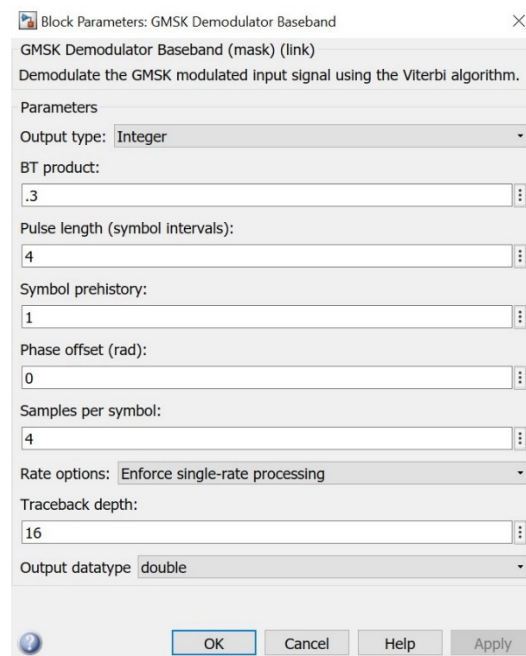 Block Parameters: GMSK Demodulator Baseband
GMSK Demodulator Baseband (mask) (link)
Demodulate the GMSK modulated input signal using the Viterbi algorithm.
Parameters
Output type: Integer
BT product:
.3
Pulse length (symbol intervals):
4
Symbol prehistory:
1
Phase offset (rad):
0
Samples per symbol:
4
Rate options: Enforce single-rate processing
Traceback depth:
16
Output datatype double
OK Cancel Help Apply